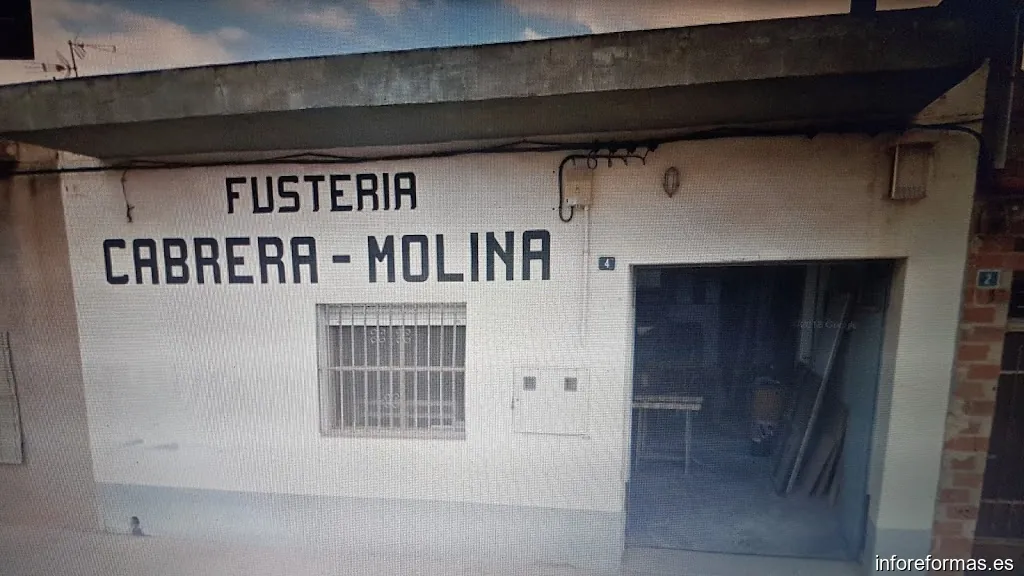 FUSTERIA
CABRERA - MOLINA
4
2
inforeformas.es